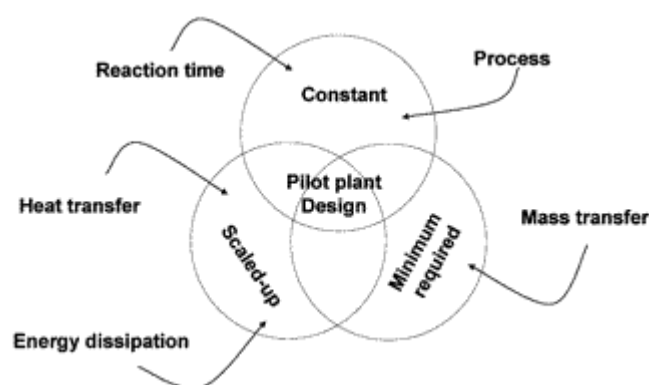 Reaction time
Process
Constant
Heat transfer
Pilot plant
Design
Mass transfer
Scaled-up
Minimum
required
Energy dissipation